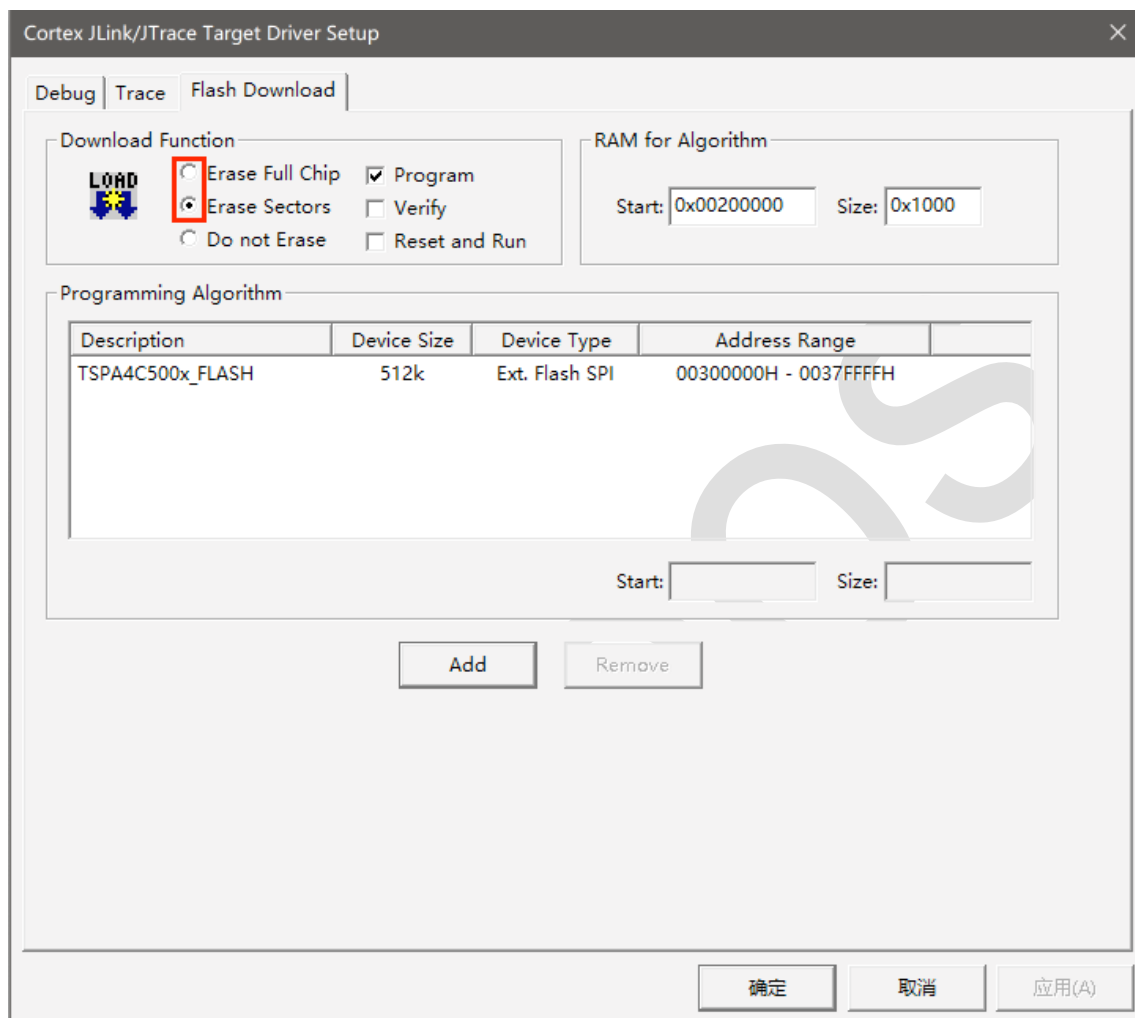 Cortex JLink/JTrace Target Driver Setup
Debug Trace Flash Download
Download Function
LOAD
Erase Full Chip
Erase Sectors
Do not Erase
Program
Verify
Reset and Run
RAM for Algorithm
Start: 0x00200000 Size: 0x1000
Programming Algorithm
Description Device Size Device Type Address Range
TSPA4C500x_FLASH 512k Ext. Flash SPI 00300000H - 0037FFFFH
Start: Size:
Add Remove
确定 取消 应用(A)